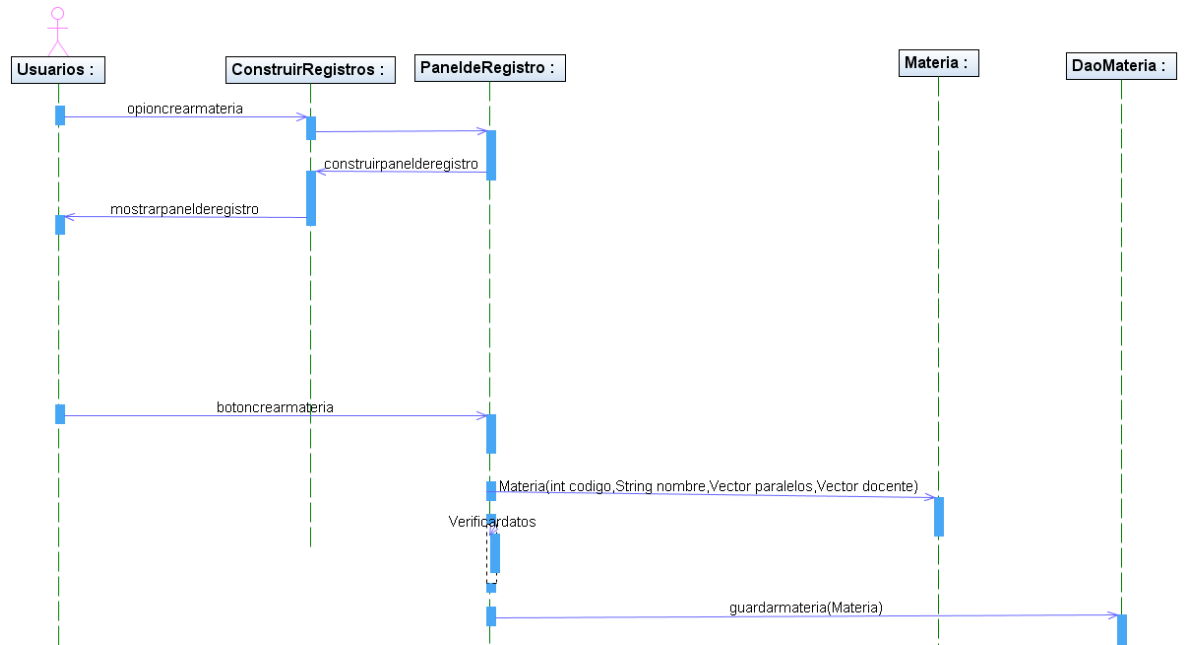 Usuarios :
ConstruirRegistros :
PaneldeRegistro :
Materia :
DaoMateria :
opioncrearmateria
construirpanelderegistro
mostrarpanelderegistro
botoncrearmateria
Materia(int codigo,String nombre,Vector paralelos,Vector docente)
Verificardatos
guardarmateria(Materia)